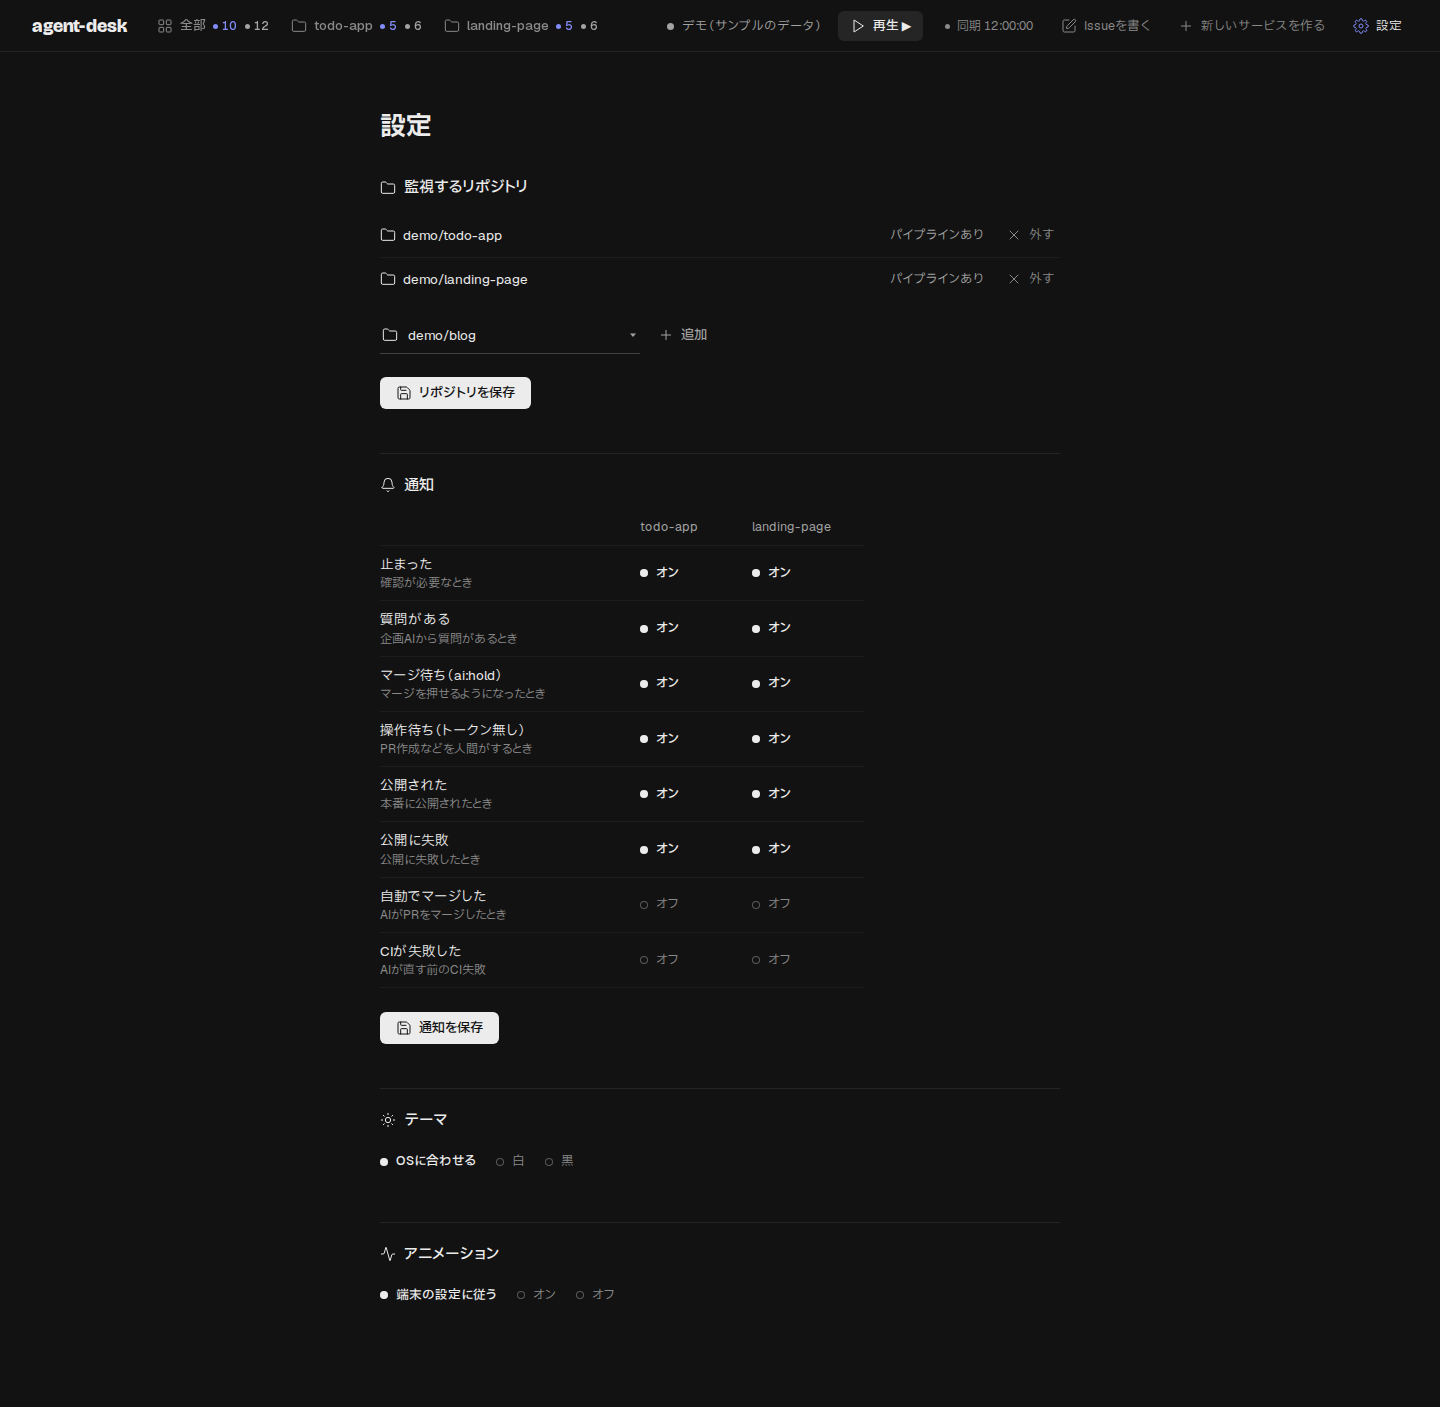 agent-desk 全部 10 12 todo-app 5 6 landing-page 5 6 デモ（サンプルのデータ） 再生 ▶ 同期 12:00:00 Issueを書く 新しいサービスを作る 設定
設定
監視するリポジトリ
demo/todo-app パイプラインあり 外す
demo/landing-page パイプラインあり 外す
demo/blog 追加
リポジトリを保存
通知
todo-app landing-page
止まった
確認が必要なとき
オン オン
質問がある
企画AIから質問があるとき
オン オン
マージ待ち（ai:hold）
マージを押せるようになったとき
オン オン
操作待ち（トークン無し）
PR作成などを人間がするとき
オン オン
公開された
本番に公開されたとき
オン オン
公開に失敗
公開に失敗したとき
オン オン
自動でマージした
AIがPRをマージしたとき
オフ オフ
CIが失敗した
AIが直す前のCI失敗
オフ オフ
通知を保存
テーマ
OSに合わせる 白 黒
アニメーション
端末の設定に従う オン オフ